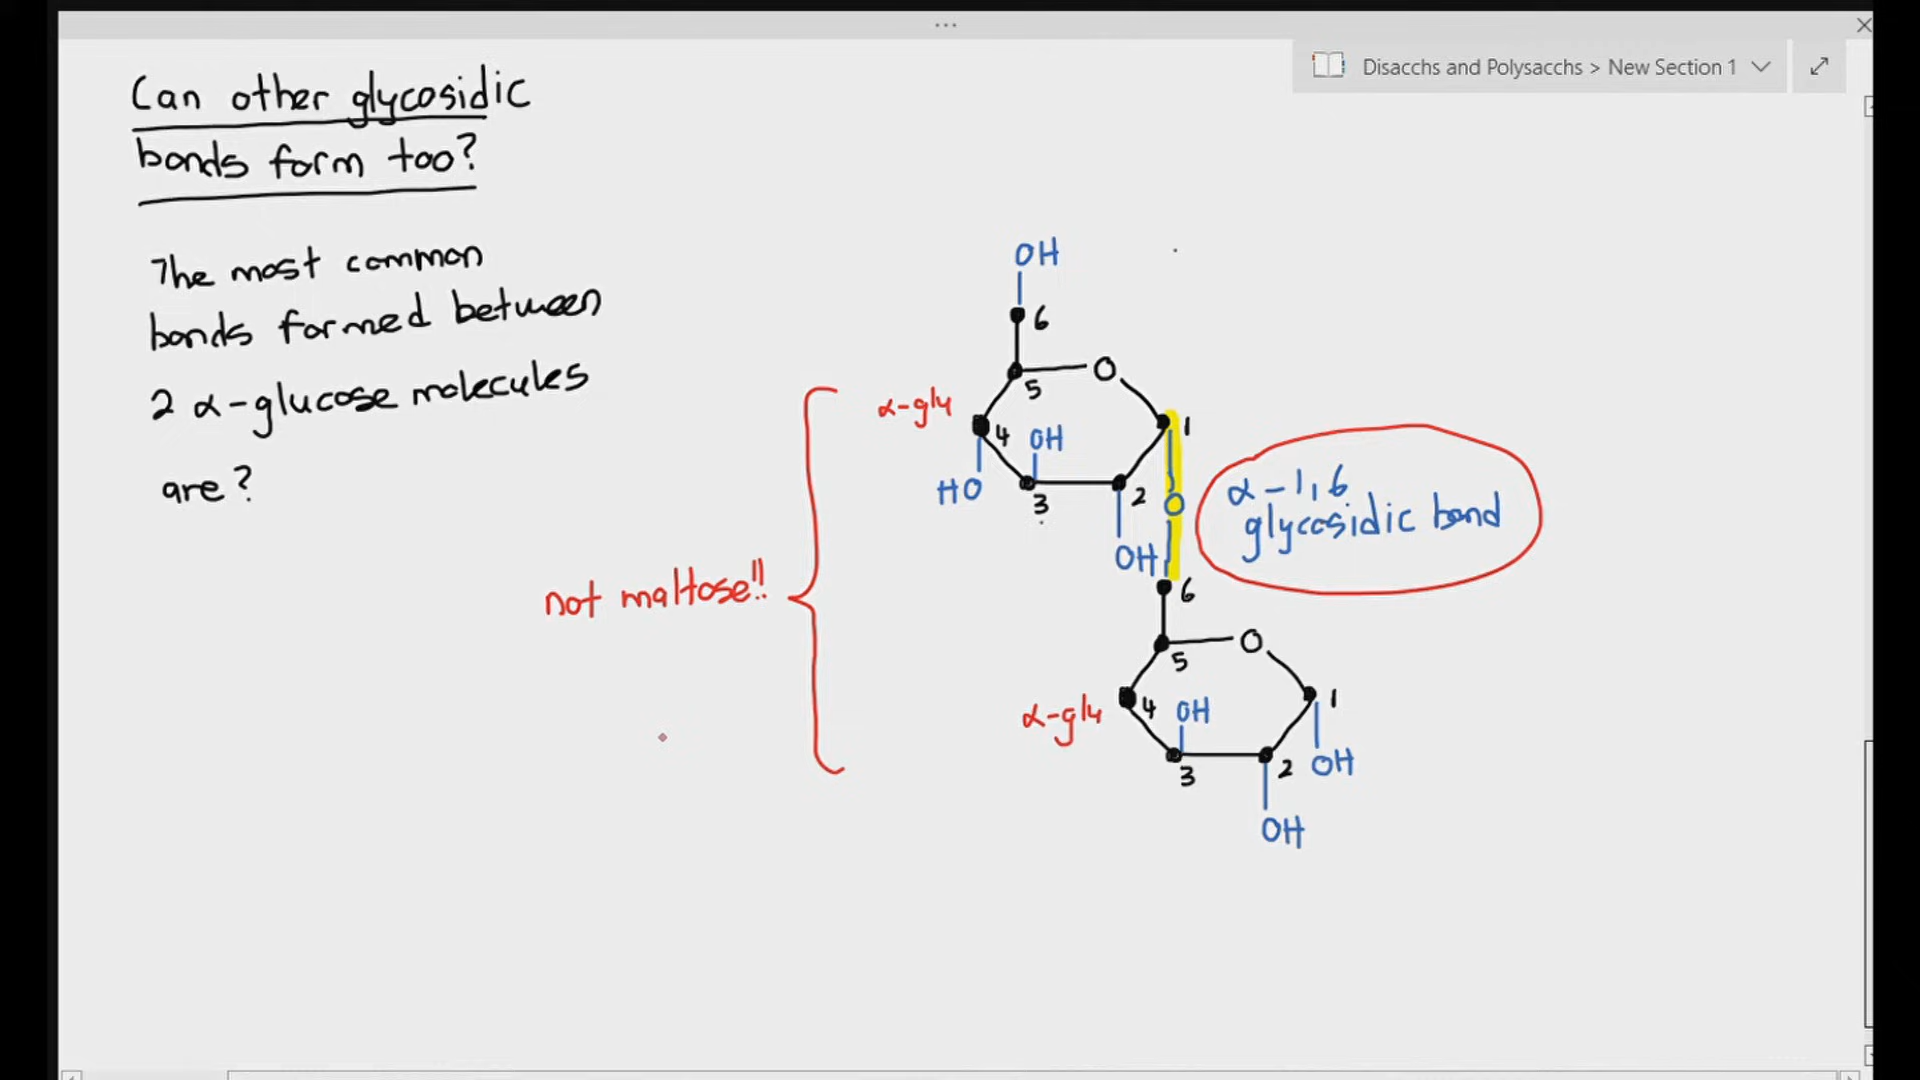 Disacchs and Polysacchs > New Section 1
Can other glycosidic
bonds form too?
The most common
bonds formed between
2 α-glucose molecules
are?
OH
6
5
O
α-gly
4
OH
1
HO
3
2
O
OH
α-1,6
glycosidic bond
not maltose!!
6
5
O
α-gly
4
OH
1
3
2
OH
OH